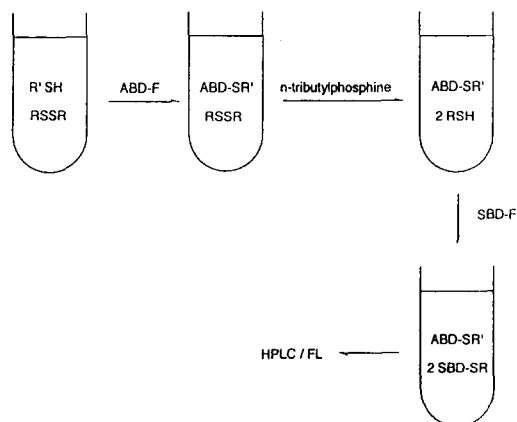 R' SH
RSSR
ABD-F
ABD-SR'
RSSR
n-tributylphosphine
ABD-SR'
2 RSH
SBD-F
ABD-SR'
2 SBD-SR
HPLC / FL